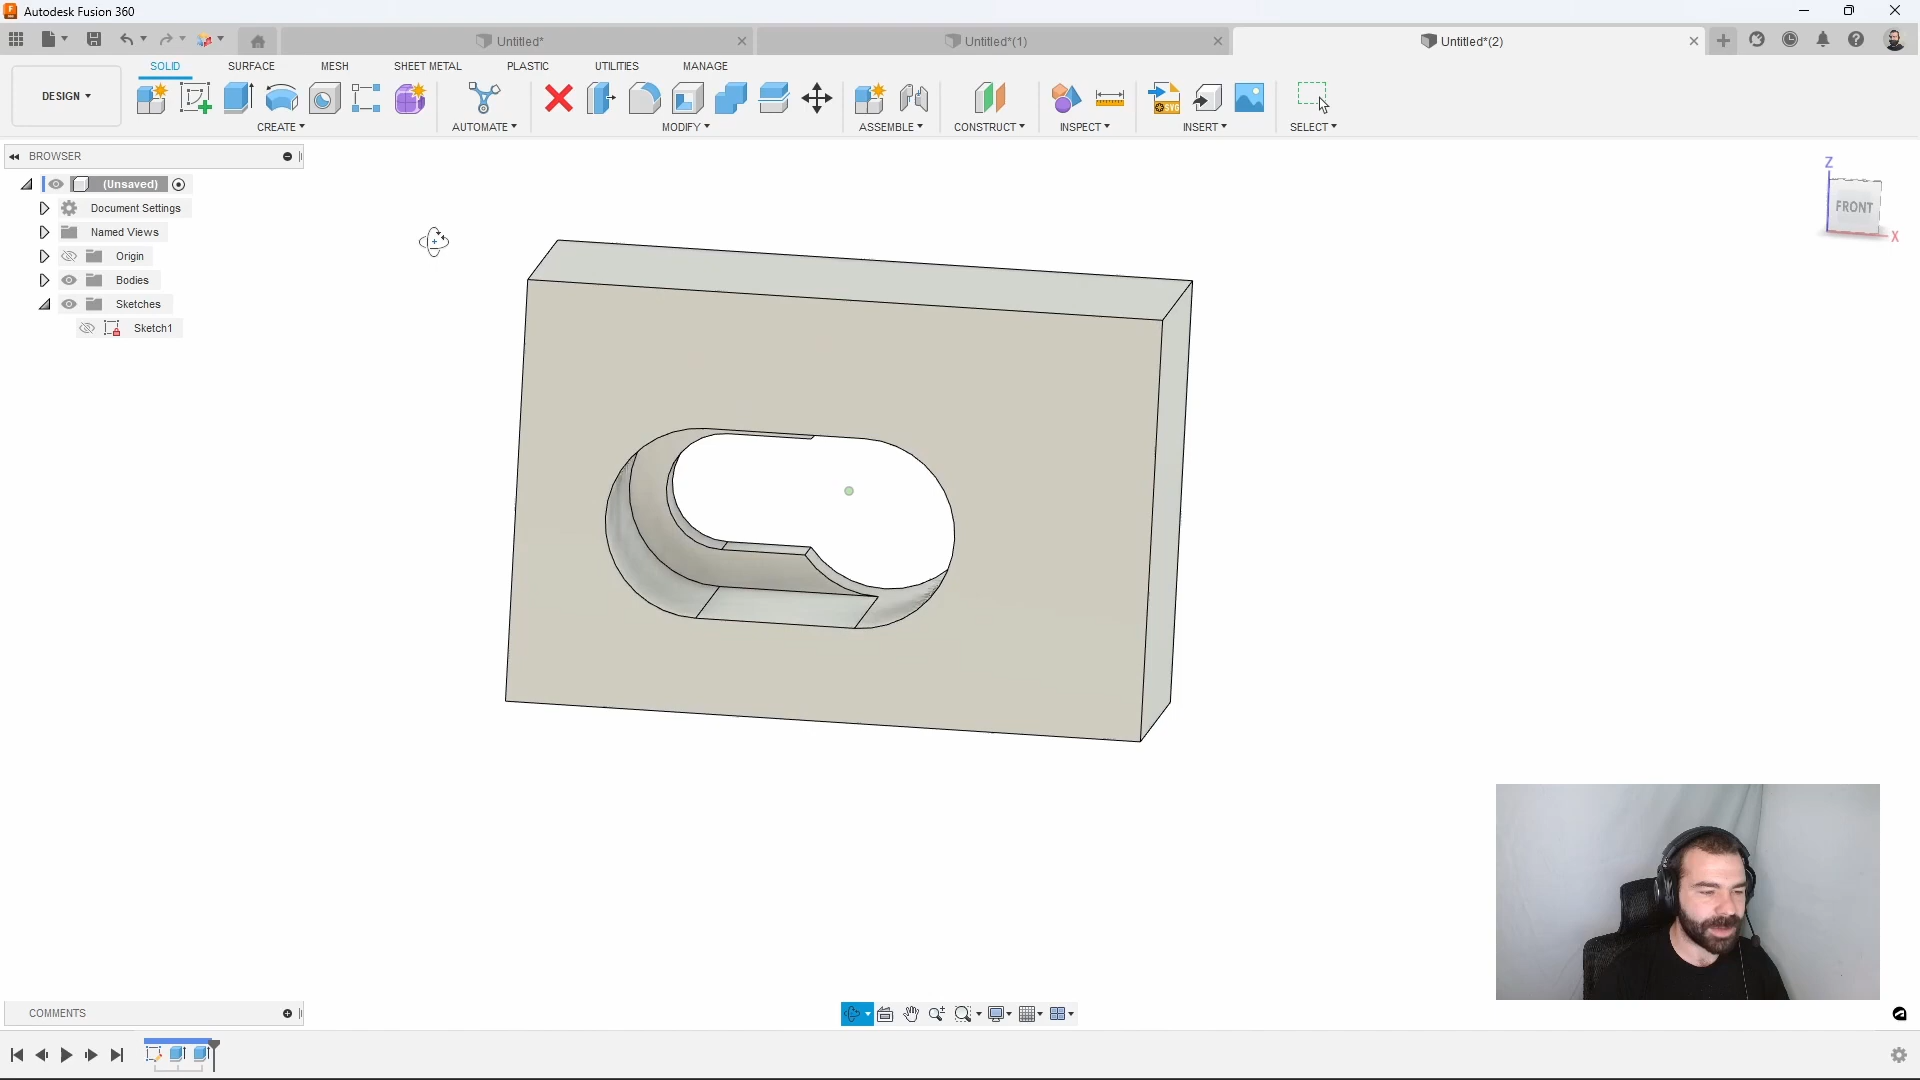 Autodesk Fusion 360
Untitled*
Untitled*(1)
Untitled*(2)
SOLID
SURFACE
MESH
SHEET METAL
PLASTIC
UTILITIES
MANAGE
DESIGN
CREATE
AUTOMATE
MODIFY
ASSEMBLE
CONSTRUCT
INSPECT
INSERT
SELECT
SVG
BROWSER
(Unsaved)
Document Settings
Named Views
Origin
Bodies
Sketches
Sketch1
Z
FRONT
X
COMMENTS